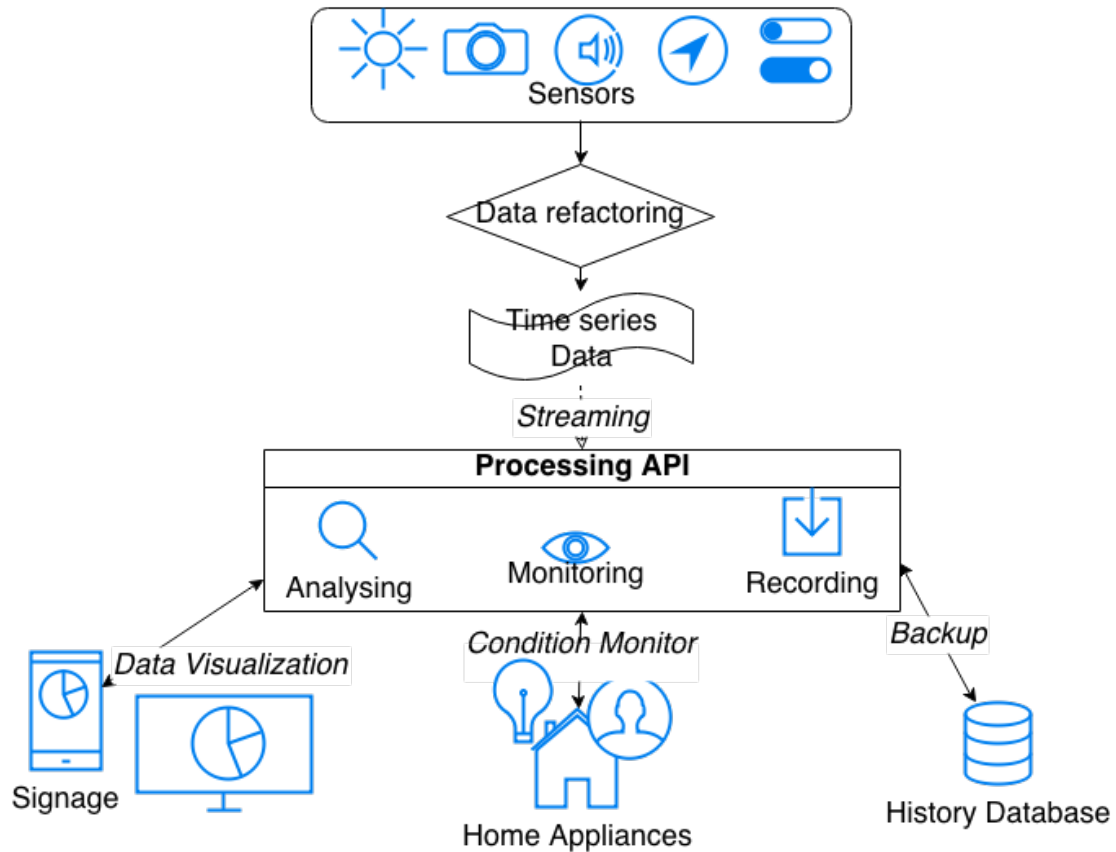 Sensors
Data refactoring
Time series
Data
Streaming
Processing API
Analysing
Monitoring
Recording
Data Visualization
Condition Monitor
Backup
Signage
Home Appliances
History Database